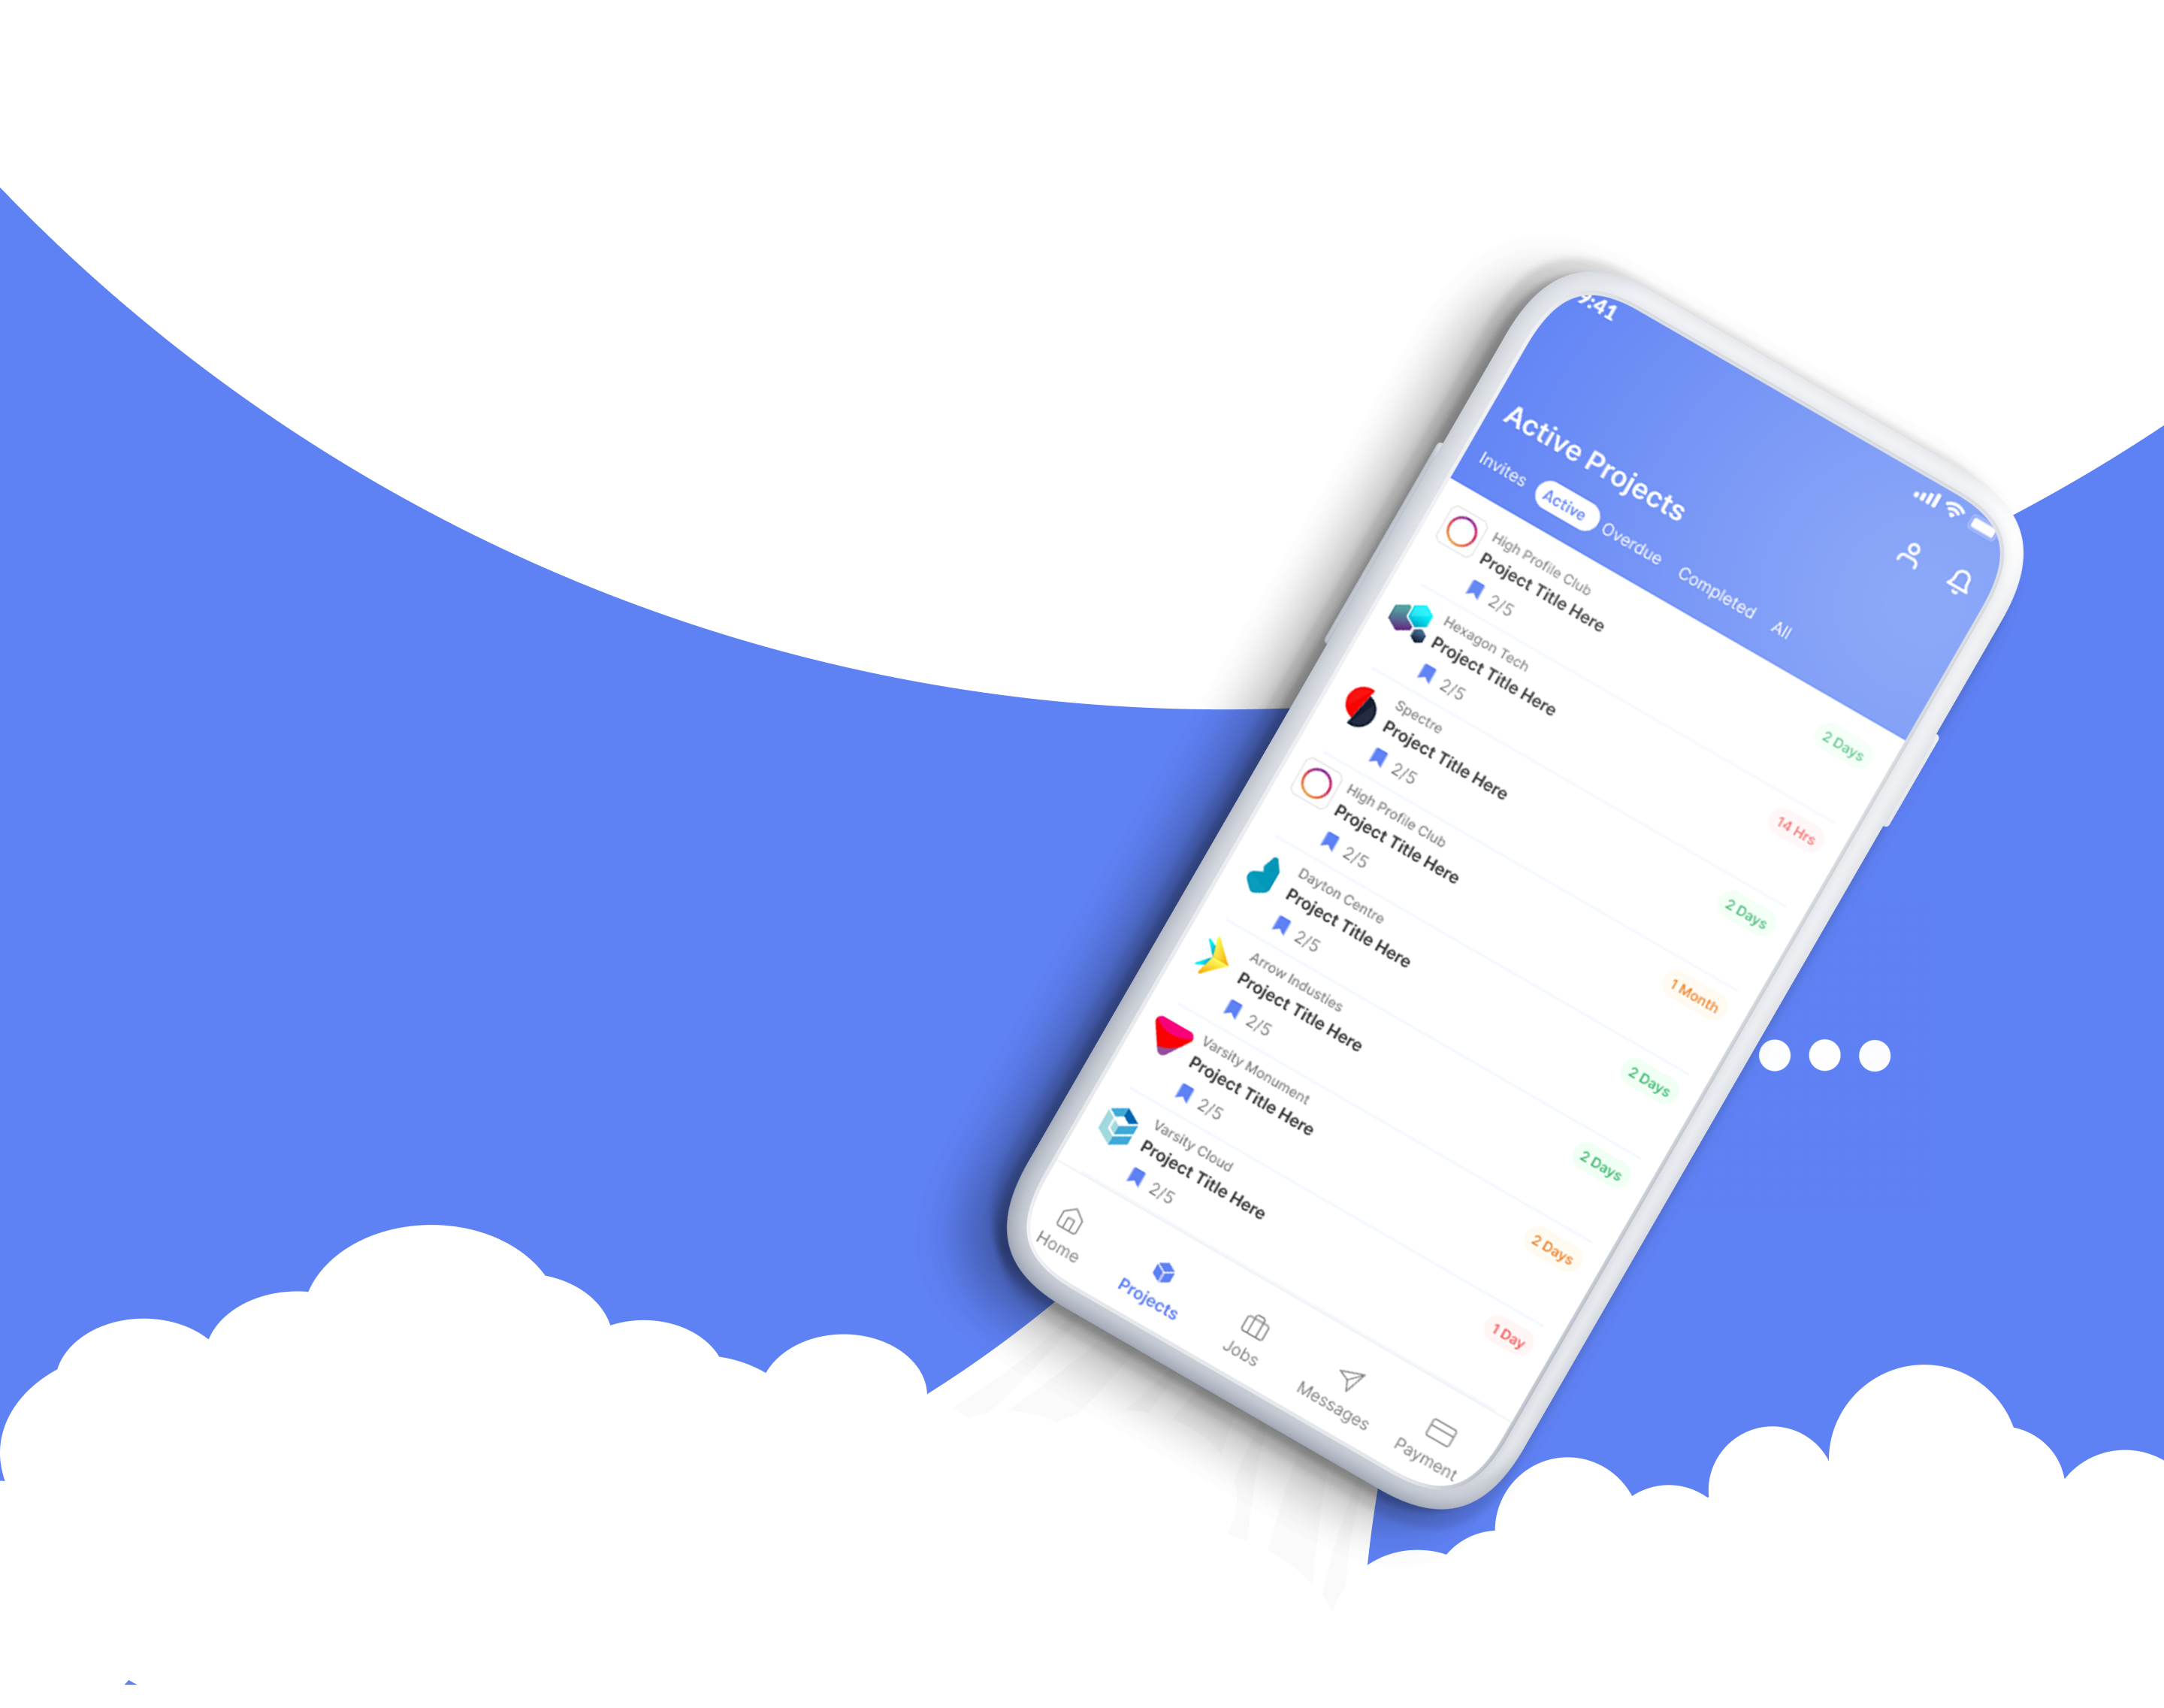 9:41
Active Projects
Invites Active Overdue Completed All
High Profile Club
Project Title Here
2/5
2 Days
Hexagon Tech
Project Title Here
2/5
14 Hrs
Spectre
Project Title Here
2/5
2 Days
High Profile Club
Project Title Here
2/5
1 Month
Dayton Centre
Project Title Here
2/5
2 Days
Arrow Industies
Project Title Here
2/5
2 Days
Varsity Monument
Project Title Here
2/5
2 Days
Varsity Cloud
Project Title Here
2/5
1 Day
Home Projects Jobs Messages Payment